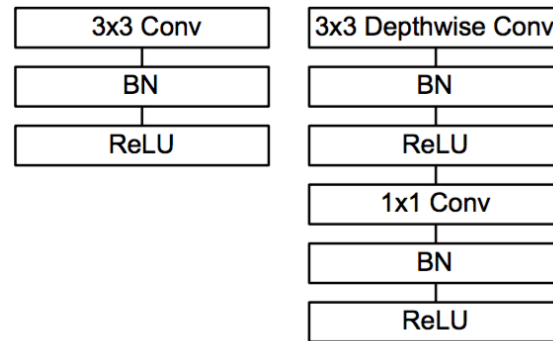 3x3 Conv
BN
ReLU
3x3 Depthwise Conv
BN
ReLU
1x1 Conv
BN
ReLU